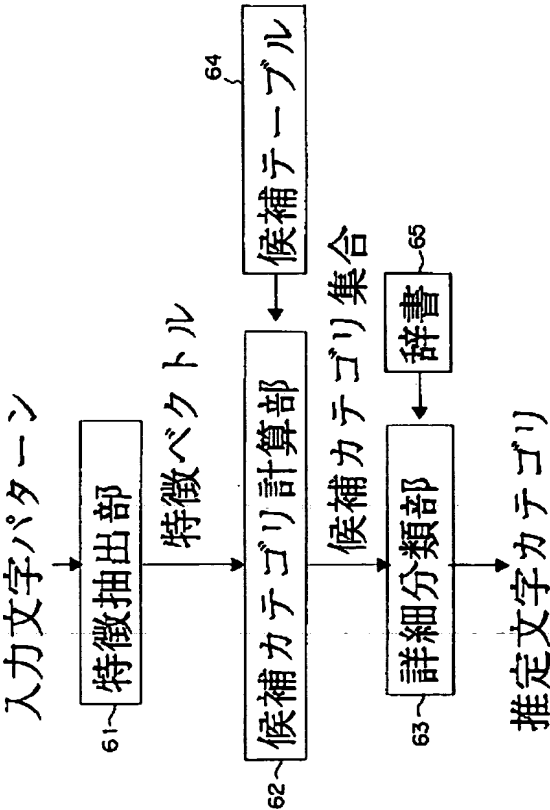 入力文字パターン
61
特徴抽出部
特徴ベクトル
62
候補カテゴリ計算部
64
候補テーブル
候補カテゴリ集合
63
詳細分類部
65
辞書
推定文字カテゴリ